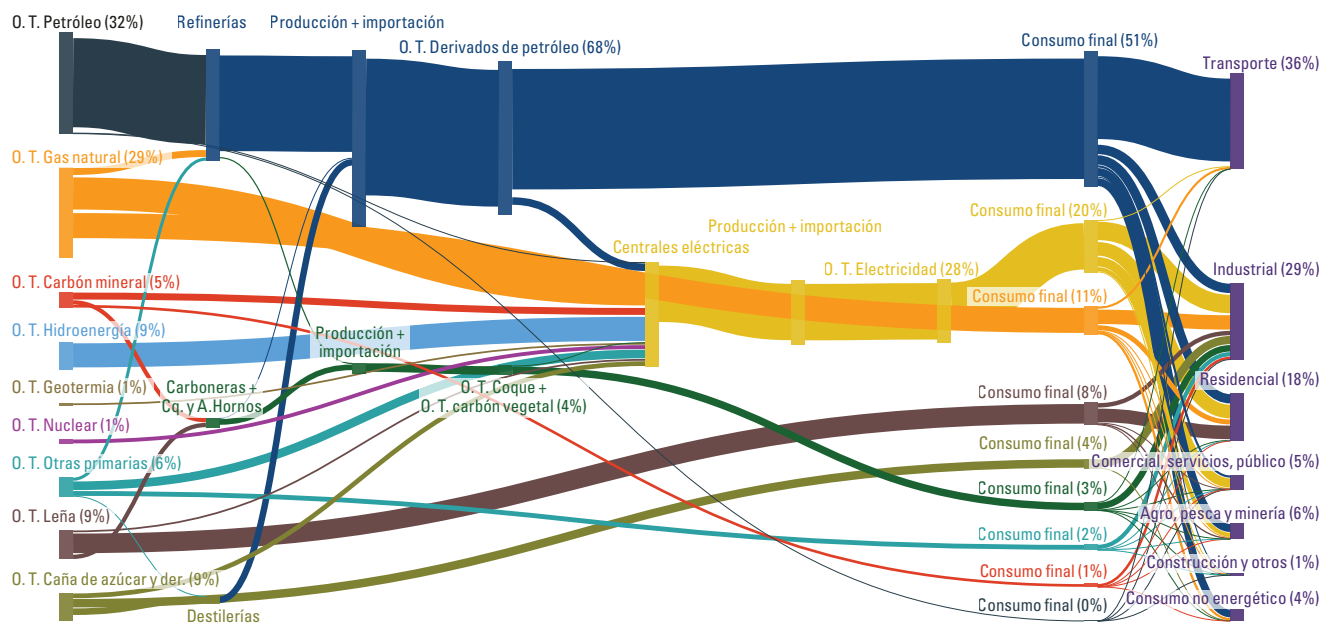 O. T. Petróleo (32%)
Refinerías
Producción + importación
O. T. Derivados de petróleo (68%)
Consumo final (51%)
Transporte (36%)
O. T. Gas natural (29%)
Consumo final (20%)
Producción + importación
Centrales eléctricas
O. T. Electricidad (28%)
Industrial (29%)
O. T. Carbón mineral (5%)
Consumo final (11%)
O. T. Hidroenergía (9%)
Producción +
importación
O. T. Geotermia (1%)
Carboneras +
Cq. y A.Hornos
O. T. Coque +
O. T. carbón vegetal (4%)
Residencial (18%)
Consumo final (8%)
O. T. Nuclear (1%)
Consumo final (4%)
O. T. Otras primarias (6%)
Comercial, servicios, público (5%)
Consumo final (3%)
O. T. Leña (9%)
Agro, pesca y minería (6%)
Consumo final (2%)
Construcción y otros (1%)
O. T. Caña de azúcar y der. (9%)
Consumo final (1%)
Consumo no energético (4%)
Consumo final (0%)
Destilerías